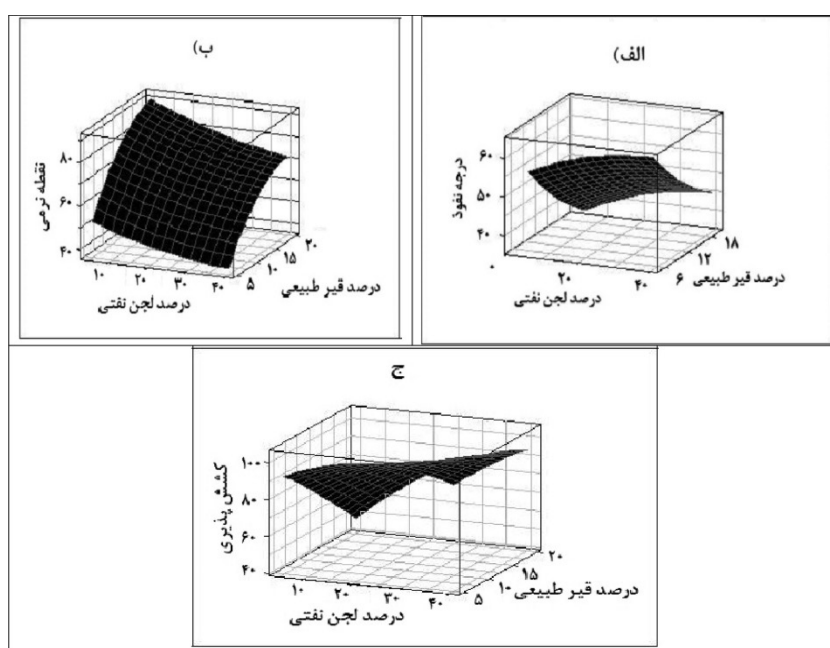 الف)
۶۰
۵۰
۴۰
درجه نفوذ
۰
۲۰
۴۰
درصد لجن نفتی
۶
۱۲
۱۸
درصد قیر طبیعی
ب)
۸۰
۶۰
۴۰
نقطه نرمی
۱۰
۲۰
۳۰
۴۰
درصد لجن نفتی
۵
۱۰
۱۵
۲۰
درصد قیر طبیعی
ج
۱۰۰
۸۰
۶۰
۴۰
کشش پذیری
۱۰
۲۰
۳۰
۴۰
درصد لجن نفتی
۵
۱۰
۱۵
۲۰
درصد قیر طبیعی